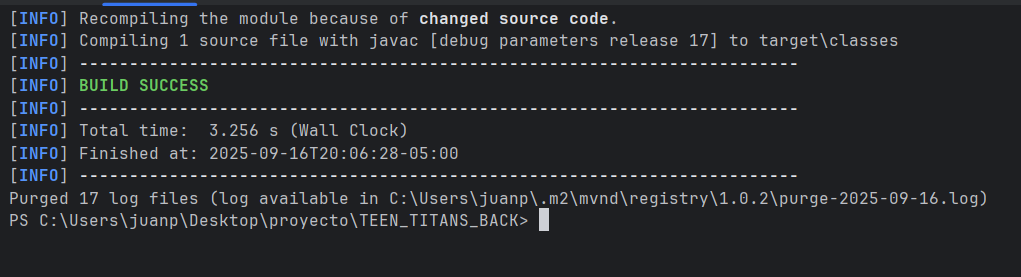 [INFO] Recompiling the module because of changed source code.
[INFO] Compiling 1 source file with javac [debug parameters release 17] to target\classes
[INFO] ------------------------------------------------------------------------
[INFO] BUILD SUCCESS
[INFO] ------------------------------------------------------------------------
[INFO] Total time:  3.256 s (Wall Clock)
[INFO] Finished at: 2025-09-16T20:06:28-05:00
[INFO] ------------------------------------------------------------------------
Purged 17 log files (log available in C:\Users\juanp\.m2\mvnd\registry\1.0.2\purge-2025-09-16.log)
PS C:\Users\juanp\Desktop\proyecto\TEEN_TITANS_BACK>